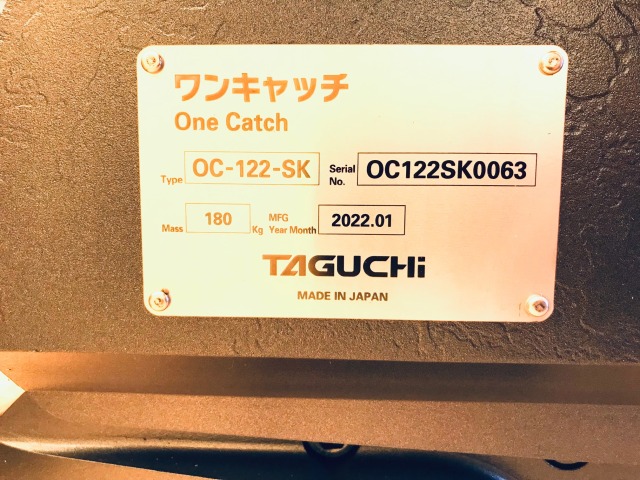 ワンキャッチ
One Catch
Type OC-122-SK Serial No. OC122SK0063
Mass 180 Kg MFG Year Month 2022.01
TAGUCHi
MADE IN JAPAN